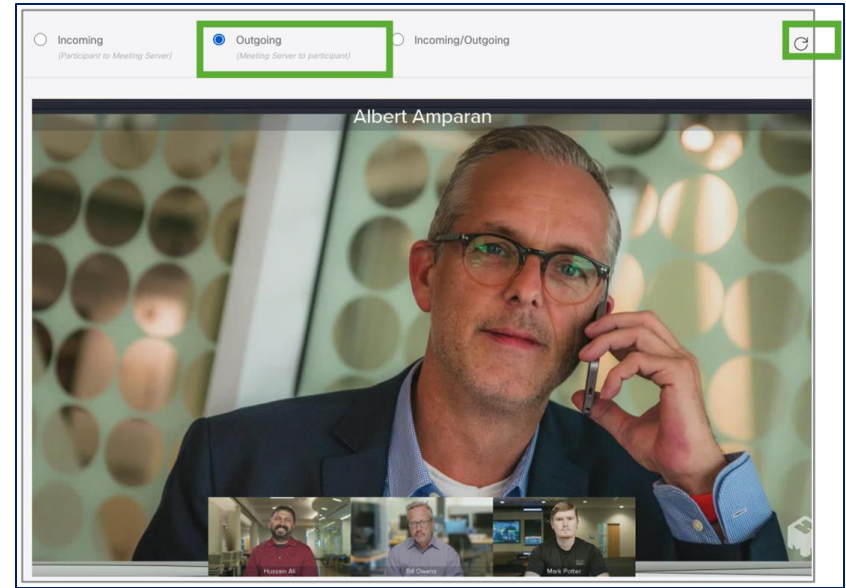 Incoming
(Participant to Meeting Server)
Outgoing
(Meeting Server to participant)
Incoming/Outgoing
Albert Amparan
Hussein Ali
Bill Owens
Mark Potter